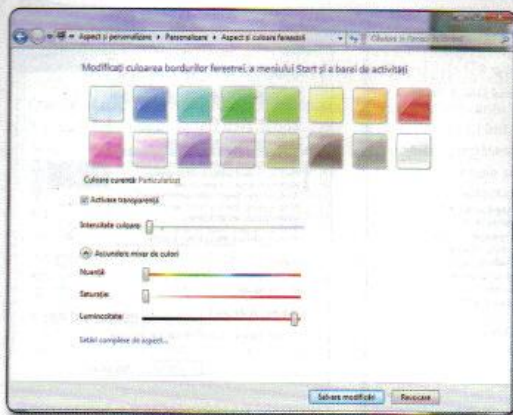 Aspect și personalizare ▸ Personalizare ▸ Aspect și culoare fereastră
Modificați culoarea bordurilor ferestrei, a meniului Start și a barei de activități
Culoare curentă: Particularizat
Activare transparență
Intensitate culoare:
Ascundere mixer de culori
Nuanță:
Saturație:
Luminozitate:
Setări complexe de aspect...
Salvare modificări Revocare